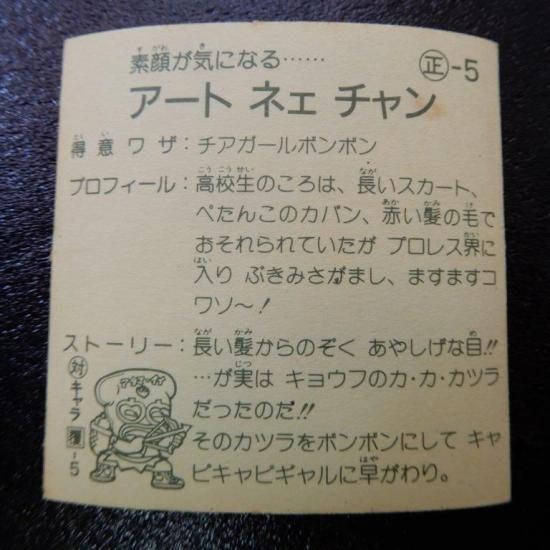 素顔が気になる…… 正-5
アート ネェ チャン
得意ワザ：チアガールボンボン
プロフィール：高校生のころは、長いスカート、
ぺたんこのカバン、赤い髪の毛で
おそれられていたが プロレス界に
入り ぶきみさがまし、ますますコ
ワソ〜！
ストーリー：長い髪からのぞく あやしげな目!!
…が実は キョウフのカ・カ・カツラ
だったのだ!!
そのカツラをボンボンにして キャ
ピキャピギャルに早がわり。
対キャラ覆-5